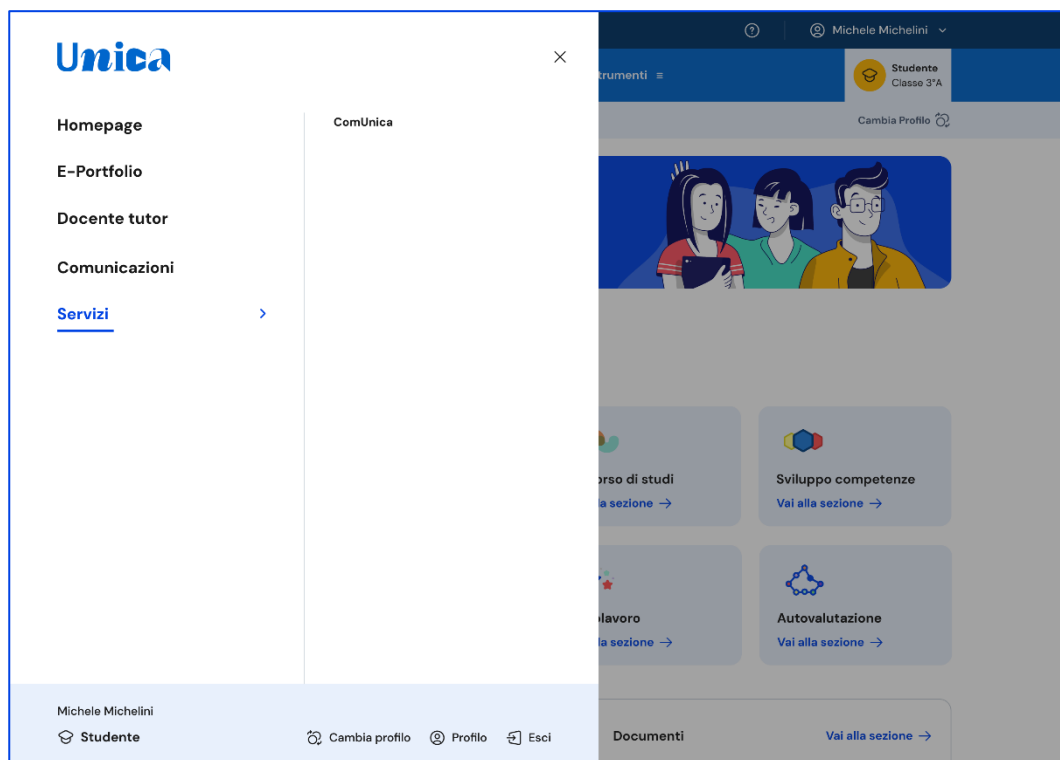 Unica
Homepage
E-Portfolio
Docente tutor
Comunicazioni
Servizi
ComUnica
Michele Michelini
Studente
Cambia profilo
Profilo
Esci
Michele Michelini
trumenti
Studente
Classe 3°A
Cambia Profilo
orso di studi
a sezione →
Sviluppo competenze
Vai alla sezione →
lavoro
la sezione →
Autovalutazione
Vai alla sezione →
Documenti
Vai alla sezione →